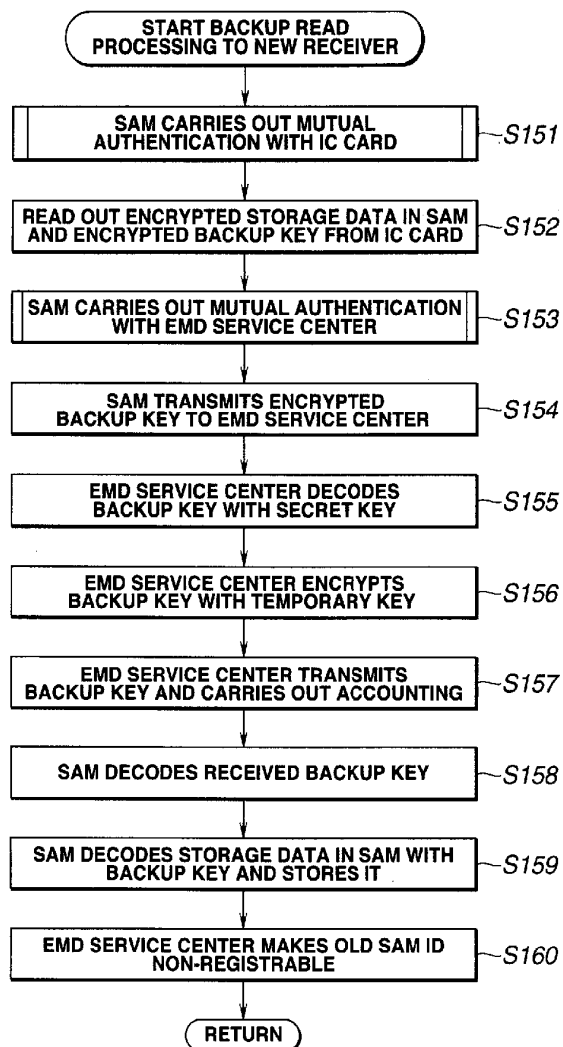 START BACKUP READ
PROCESSING TO NEW RECEIVER
SAM CARRIES OUT MUTUAL
AUTHENTICATION WITH IC CARD
S151
READ OUT ENCRYPTED STORAGE DATA IN SAM
AND ENCRYPTED BACKUP KEY FROM IC CARD
S152
SAM CARRIES OUT MUTUAL AUTHENTICATION
WITH EMD SERVICE CENTER
S153
SAM TRANSMITS ENCRYPTED
BACKUP KEY TO EMD SERVICE CENTER
S154
EMD SERVICE CENTER DECODES
BACKUP KEY WITH SECRET KEY
S155
EMD SERVICE CENTER ENCRYPTS
BACKUP KEY WITH TEMPORARY KEY
S156
EMD SERVICE CENTER TRANSMITS
BACKUP KEY AND CARRIES OUT ACCOUNTING
S157
SAM DECODES RECEIVED BACKUP KEY
S158
SAM DECODES STORAGE DATA IN SAM WITH
BACKUP KEY AND STORES IT
S159
EMD SERVICE CENTER MAKES OLD SAM ID
NON-REGISTRABLE
S160
RETURN